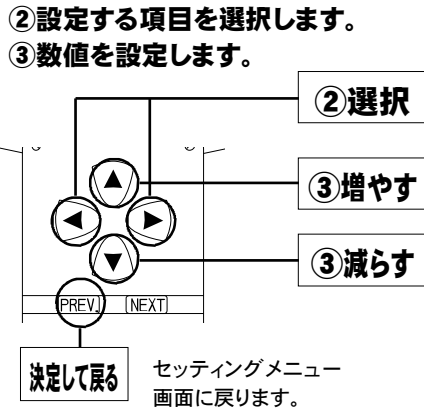 ②設定する項目を選択します。
③数値を設定します。
②選択
③増やす
③減らす
PREV.
NEXT
決定して戻る
セッティングメニュー
画面に戻ります。